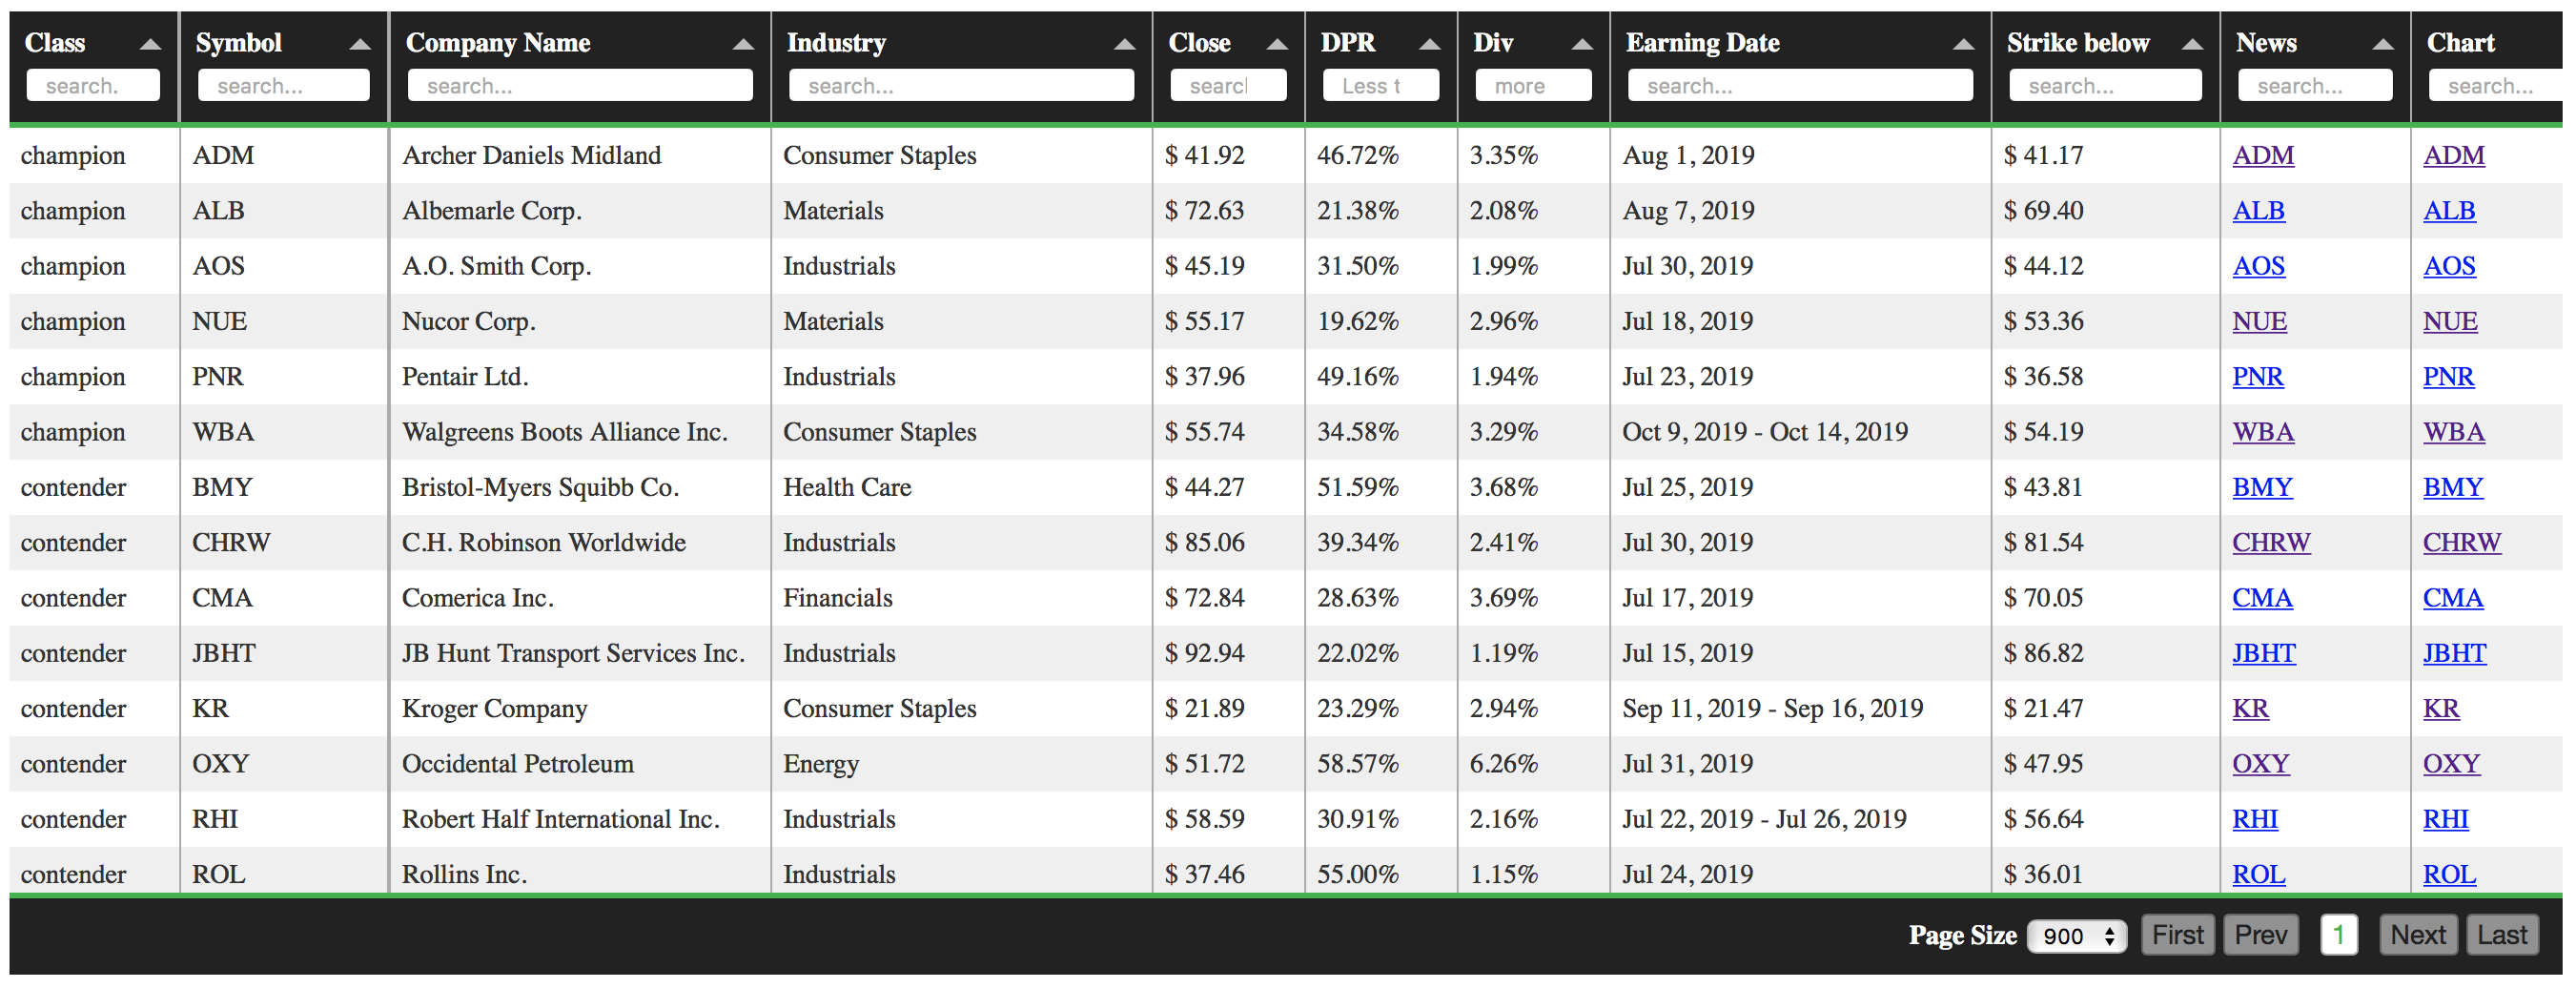 Class Symbol Company Name Industry Close DPR Div Earning Date Strike below News Chart
search. search... search... search... search Less t more search... search... search... search...
champion ADM Archer Daniels Midland Consumer Staples $ 41.92 46.72% 3.35% Aug 1, 2019 $ 41.17 ADM ADM
champion ALB Albemarle Corp. Materials $ 72.63 21.38% 2.08% Aug 7, 2019 $ 69.40 ALB ALB
champion AOS A.O. Smith Corp. Industrials $ 45.19 31.50% 1.99% Jul 30, 2019 $ 44.12 AOS AOS
champion NUE Nucor Corp. Materials $ 55.17 19.62% 2.96% Jul 18, 2019 $ 53.36 NUE NUE
champion PNR Pentair Ltd. Industrials $ 37.96 49.16% 1.94% Jul 23, 2019 $ 36.58 PNR PNR
champion WBA Walgreens Boots Alliance Inc. Consumer Staples $ 55.74 34.58% 3.29% Oct 9, 2019 - Oct 14, 2019 $ 54.19 WBA WBA
contender BMY Bristol-Myers Squibb Co. Health Care $ 44.27 51.59% 3.68% Jul 25, 2019 $ 43.81 BMY BMY
contender CHRW C.H. Robinson Worldwide Industrials $ 85.06 39.34% 2.41% Jul 30, 2019 $ 81.54 CHRW CHRW
contender CMA Comerica Inc. Financials $ 72.84 28.63% 3.69% Jul 17, 2019 $ 70.05 CMA CMA
contender JBHT JB Hunt Transport Services Inc. Industrials $ 92.94 22.02% 1.19% Jul 15, 2019 $ 86.82 JBHT JBHT
contender KR Kroger Company Consumer Staples $ 21.89 23.29% 2.94% Sep 11, 2019 - Sep 16, 2019 $ 21.47 KR KR
contender OXY Occidental Petroleum Energy $ 51.72 58.57% 6.26% Jul 31, 2019 $ 47.95 OXY OXY
contender RHI Robert Half International Inc. Industrials $ 58.59 30.91% 2.16% Jul 22, 2019 - Jul 26, 2019 $ 56.64 RHI RHI
contender ROL Rollins Inc. Industrials $ 37.46 55.00% 1.15% Jul 24, 2019 $ 36.01 ROL ROL
Page Size 900 First Prev 1 Next Last